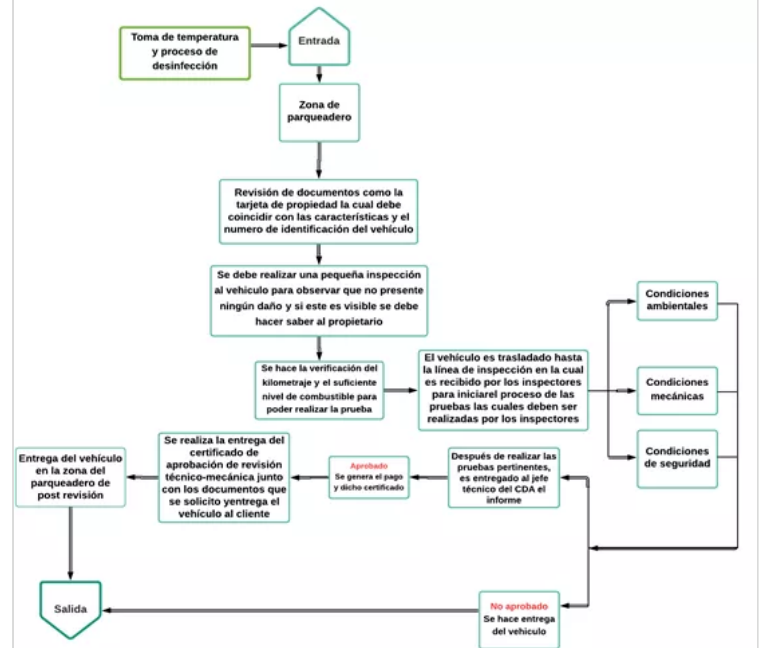 Toma de temperatura
y proceso de
desinfección
Entrada
Zona de
parqueadero
Revisión de documentos como la
tarjeta de propiedad la cual debe
coincidir con las características y el
numero de identificación del vehículo
Se debe realizar una pequeña inspección
al vehiculo para observar que no presente
ningún daño y si este es visible se debe
hacer saber al propietario
Se hace la verificación del
kilometraje y el suficiente
nivel de combustible para
poder realizar la prueba
El vehículo es trasladado hasta
la línea de inspección en la cual
es recibido por los inspectores
para iniciarel proceso de las
pruebas las cuales deben ser
realizadas por los inspectores
Condiciones
ambientales
Condiciones
mecánicas
Condiciones
de seguridad
Después de realizar las
pruebas pertinentes,
es entregado al jefe
técnico del CDA el
informe
Aprobado
Se genera el pago
y dicho certificado
Se realiza la entrega del
certificado de
aprobación de revisión
técnico-mecánica junto
con los documentos que
se solicito yentrega el
vehículo al cliente
Entrega del vehículo
en la zona del
parqueadero de
post revisión
No aprobado
Se hace entrega
del vehiculo
Salida